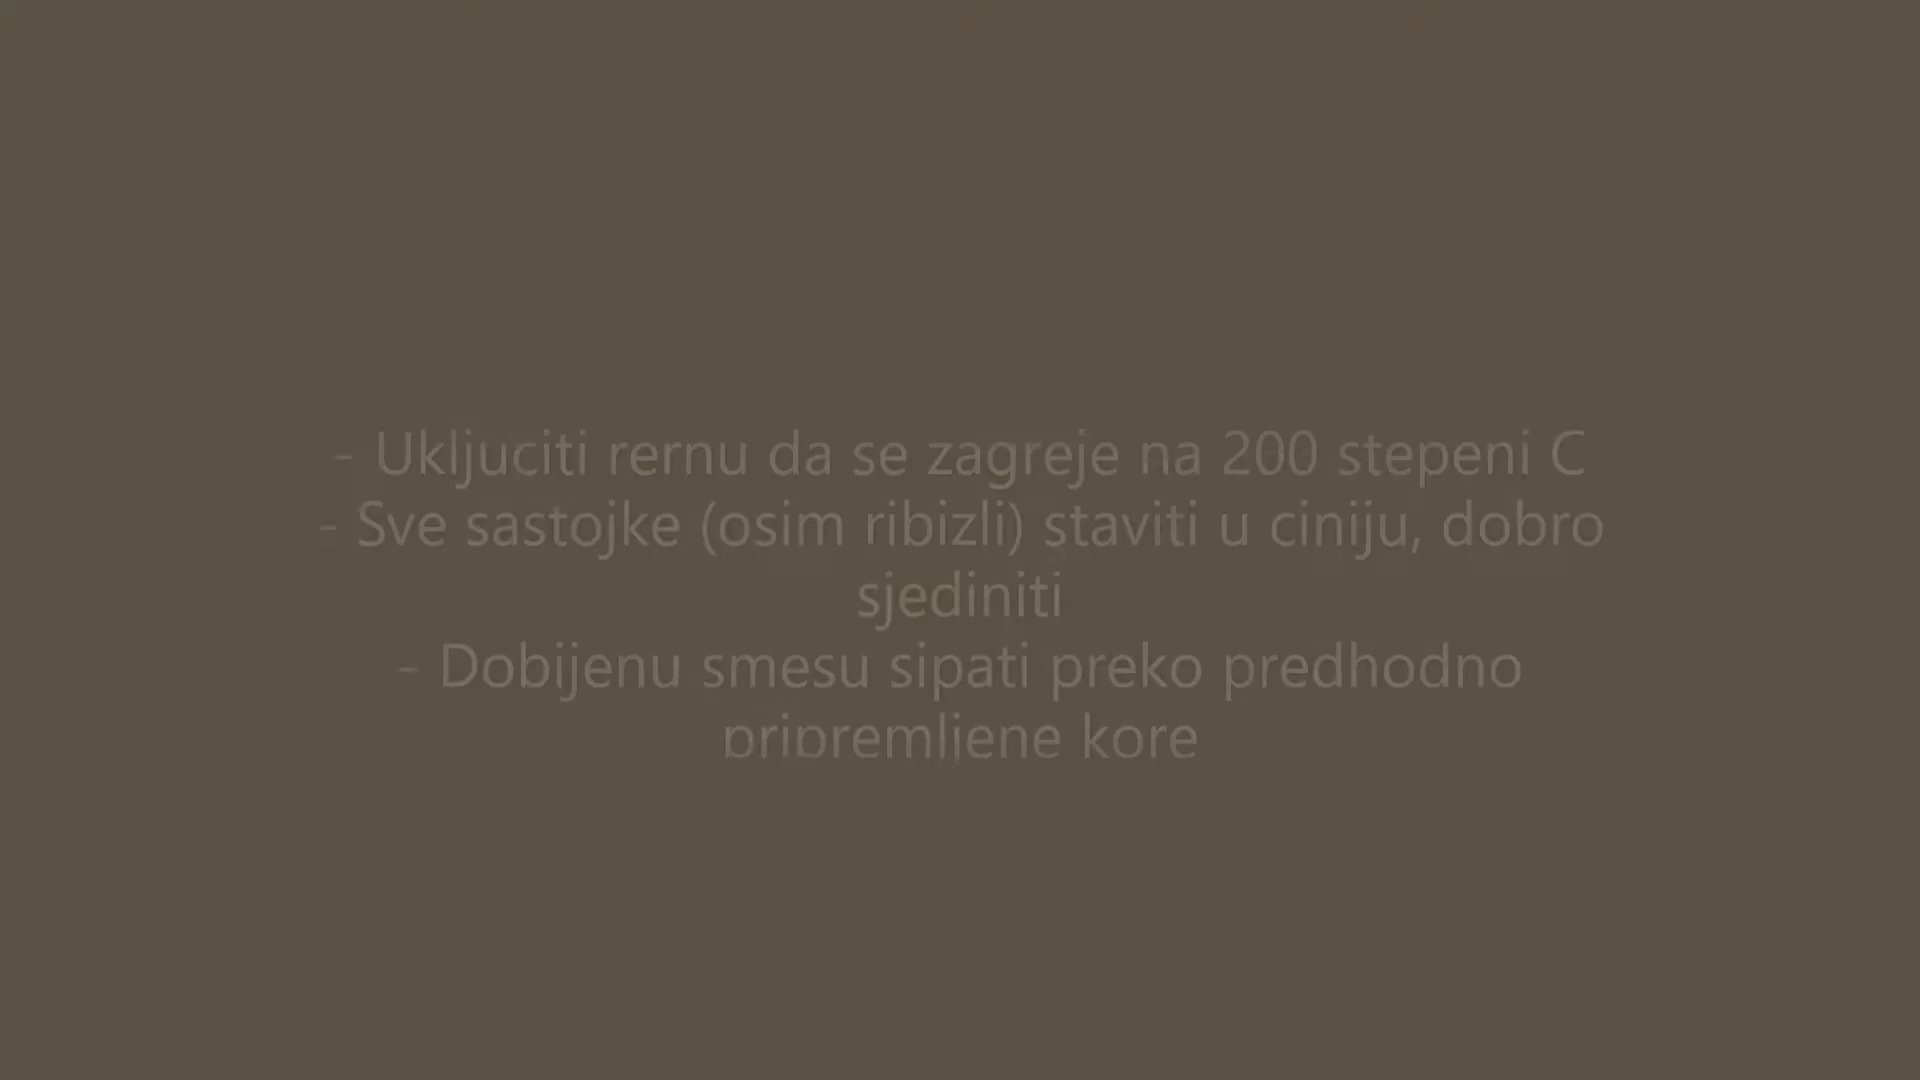 - Ukljuciti rernu da se zagreje na 200 stepeni C
- Sve sastojke (osim ribizli) staviti u ciniju, dobro
sjediniti
- Dobijenu smesu sipati preko predhodno
pripremljene kore